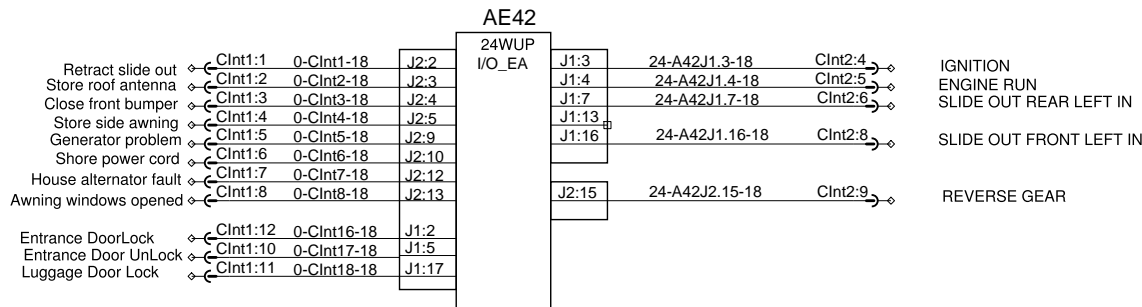 AE42
24WUP
I/O_EA
Retract slide out CInt1:1 0-CInt1-18 J2:2
Store roof antenna CInt1:2 0-CInt2-18 J2:3
Close front bumper CInt1:3 0-CInt3-18 J2:4
Store side awning CInt1:4 0-CInt4-18 J2:5
Generator problem CInt1:5 0-CInt5-18 J2:9
Shore power cord CInt1:6 0-CInt6-18 J2:10
House alternator fault CInt1:7 0-CInt7-18 J2:12
Awning windows opened CInt1:8 0-CInt8-18 J2:13
Entrance DoorLock CInt1:12 0-CInt16-18 J1:2
Entrance Door UnLock CInt1:10 0-CInt17-18 J1:5
Luggage Door Lock CInt1:11 0-CInt18-18 J1:17
J1:3 24-A42J1.3-18 CInt2:4 IGNITION
J1:4 24-A42J1.4-18 CInt2:5 ENGINE RUN
J1:7 24-A42J1.7-18 CInt2:6 SLIDE OUT REAR LEFT IN
J1:13
J1:16 24-A42J1.16-18 CInt2:8 SLIDE OUT FRONT LEFT IN
J2:15 24-A42J2.15-18 CInt2:9 REVERSE GEAR